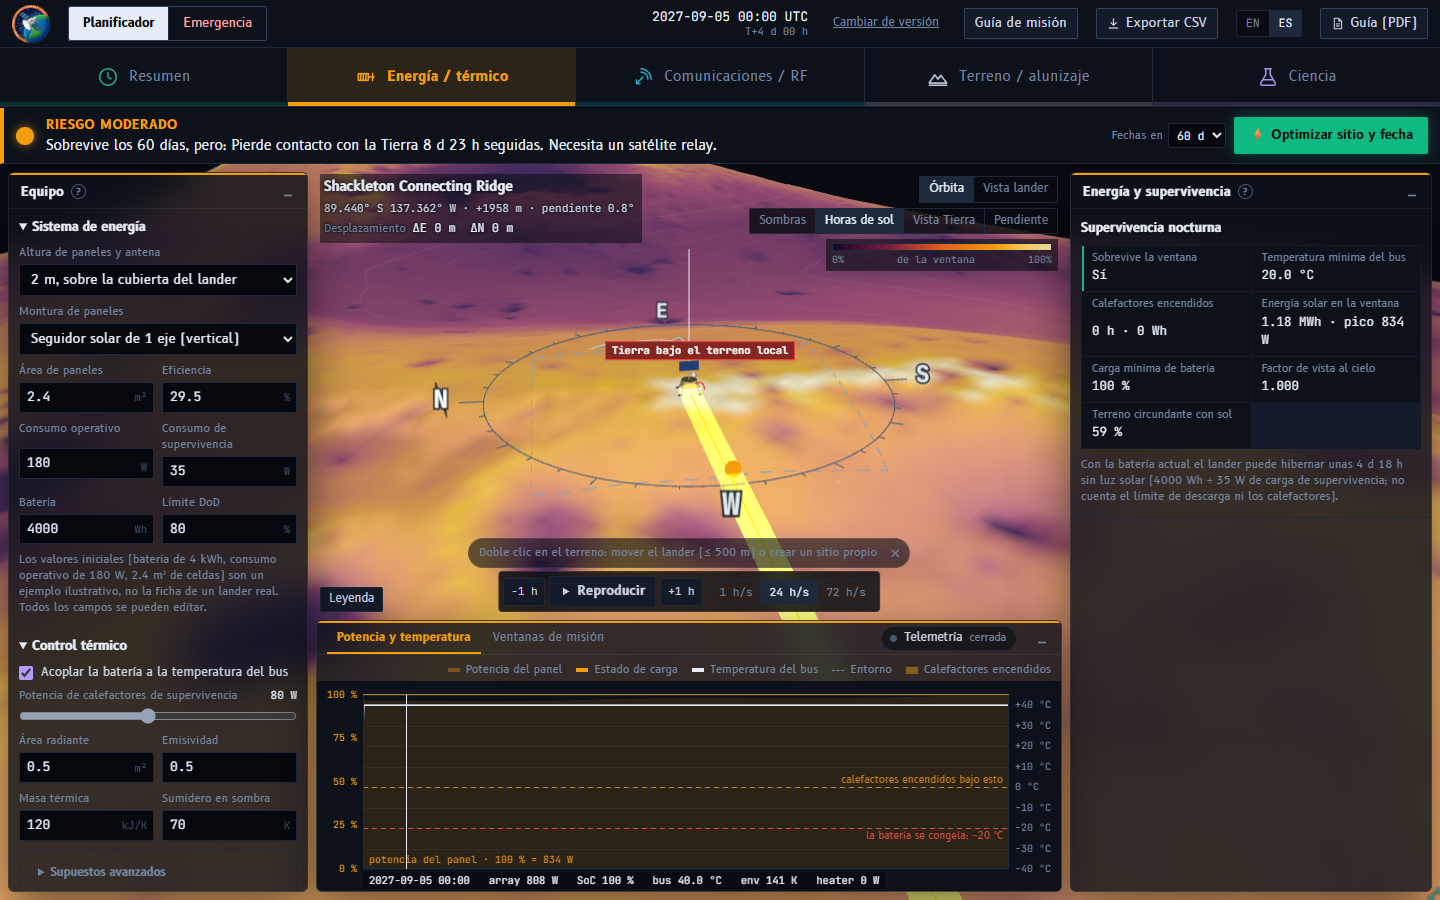 Planificador
Emergencia
2027-09-05 00:00 UTC
T+4 d 00 h
Cambiar de versión
Guía de misión
Exportar CSV
EN ES
Guía (PDF)
Resumen
Energía / térmico
Comunicaciones / RF
Terreno / alunizaje
Ciencia
RIESGO MODERADO
Sobrevive los 60 días, pero: Pierde contacto con la Tierra 8 d 23 h seguidas. Necesita un satélite relay.
Fechas en 60 d
Optimizar sitio y fecha
Equipo ?
Sistema de energía
Altura de paneles y antena
2 m, sobre la cubierta del lander
Montura de paneles
Seguidor solar de 1 eje (vertical)
Área de paneles Eficiencia
2.4 m² 29.5 %
Consumo operativo Consumo de supervivencia
180 W 35 W
Batería Límite DoD
4000 Wh 80 %
Los valores iniciales (batería de 4 kWh, consumo
operativo de 180 W, 2.4 m² de celdas) son un
ejemplo ilustrativo, no la ficha de un lander real.
Todos los campos se pueden editar.
Control térmico
Acoplar la batería a la temperatura del bus
Potencia de calefactores de supervivencia 80 W
Área radiante Emisividad
0.5 m² 0.5
Masa térmica Sumidero en sombra
120 kJ/K 70 K
Supuestos avanzados
Shackleton Connecting Ridge
89.440° S 137.362° W · +1958 m · pendiente 0.8°
Desplazamiento ΔE 0 m ΔN 0 m
Órbita Vista lander
Sombras Horas de sol Vista Tierra Pendiente
0% de la ventana 100%
E
Tierra bajo el terreno local
N
S
W
Doble clic en el terreno: mover el lander (≤ 500 m) o crear un sitio propio ×
Leyenda
-1 h Reproducir +1 h 1 h/s 24 h/s 72 h/s
Potencia y temperatura Ventanas de misión
Telemetría cerrada
Potencia del panel Estado de carga Temperatura del bus Entorno Calefactores encendidos
100 %
75 %
50 %
25 %
0 %
+40 °C
+30 °C
+20 °C
+10 °C
0 °C
-10 °C
-20 °C
-30 °C
-40 °C
calefactores encendidos bajo esto
la batería se congela: −20 °C
potencia del panel · 100 % = 834 W
2027-09-05 00:00 array 808 W SoC 100 % bus 40.0 °C env 141 K heater 0 W
Energía y supervivencia ?
Supervivencia nocturna
Sobrevive la ventana
Sí
Temperatura mínima del bus
20.0 °C
Calefactores encendidos
0 h · 0 Wh
Energía solar en la ventana
1.18 MWh · pico 834
W
Carga mínima de batería
100 %
Factor de vista al cielo
1.000
Terreno circundante con sol
59 %
Con la batería actual el lander puede hibernar unas 4 d 18 h
sin luz solar (4000 Wh ÷ 35 W de carga de supervivencia; no
cuenta el límite de descarga ni los calefactores).